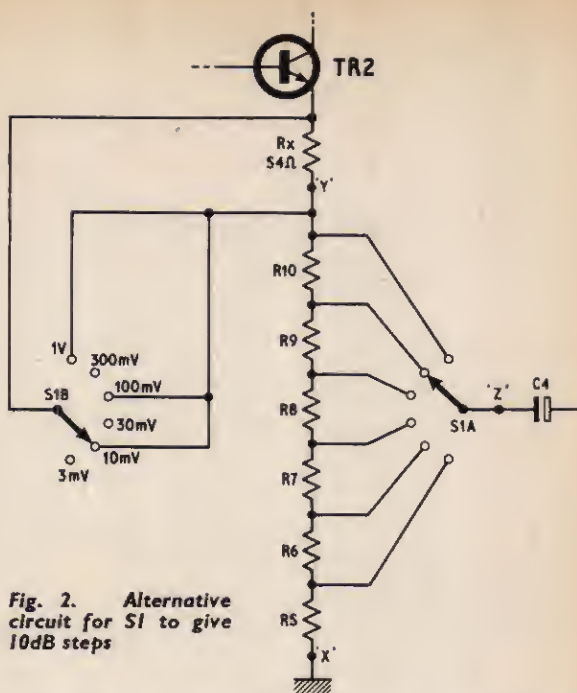 TR2
Rx
S4Ω
'Y'
R10
1V
300mV
R9
100mV
S1B
R8
'Z'
C4
S1A
30mV
10mV
3mV
R7
R6
Fig. 2. Alternative
circuit for S1 to give
10dB steps
R5
'X'